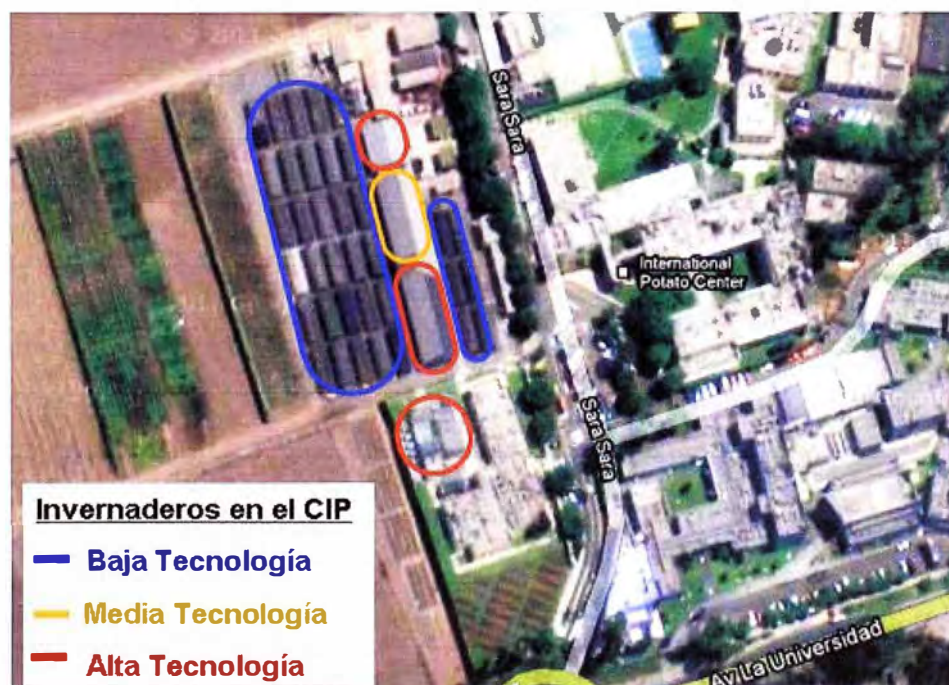 Sara Sara
International
Potato Center
Sara Sara
Invernaderos en el CIP
Baja Tecnología
Media Tecnología
Alta Tecnología
Av La Universidad